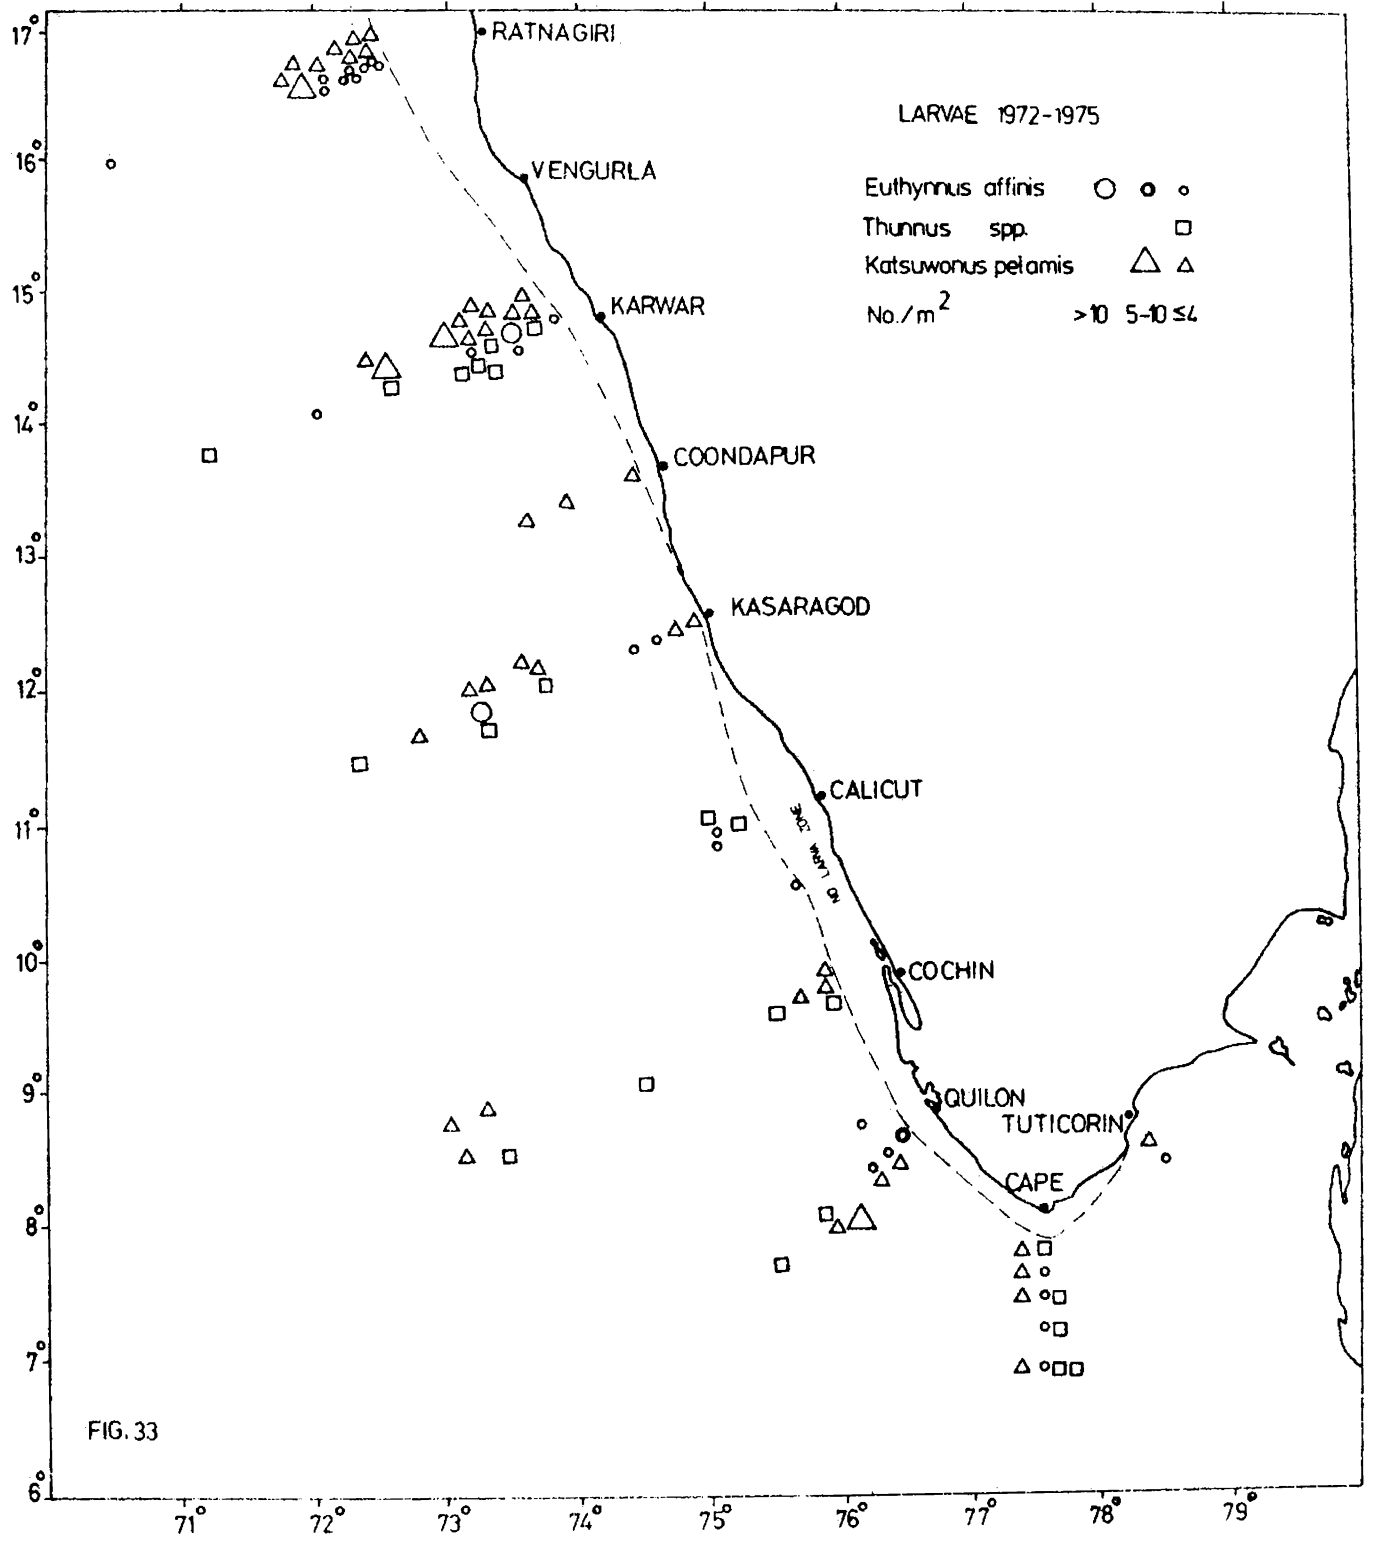 17°
RATNAGIRI
LARVAE 1972-1975
16°
VENGURLA
Euthynnus affinis
Thunnus spp.
Katsuwonus pelamis
No./m2 >10 5-10 ≤4
15°
KARWAR
14°
COONDAPUR
13°
KASARAGOD
12°
CALICUT
11°
NO LARVA ZONE
10°
COCHIN
9°
QUILON
TUTICORIN
CAPE
8°
7°
FIG. 33
6°
71° 72° 73° 74° 75° 76° 77° 78° 79°